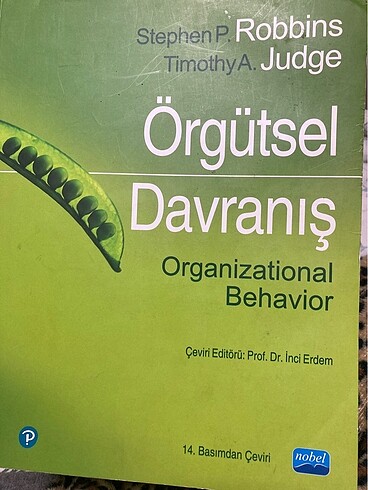 Stephen P. Robbins
Timothy A. Judge
Örgütsel
Davranış
Organizational
Behavior
Çeviri Editörü: Prof. Dr. İnci Erdem
P
14. Basımdan Çeviri
nobel